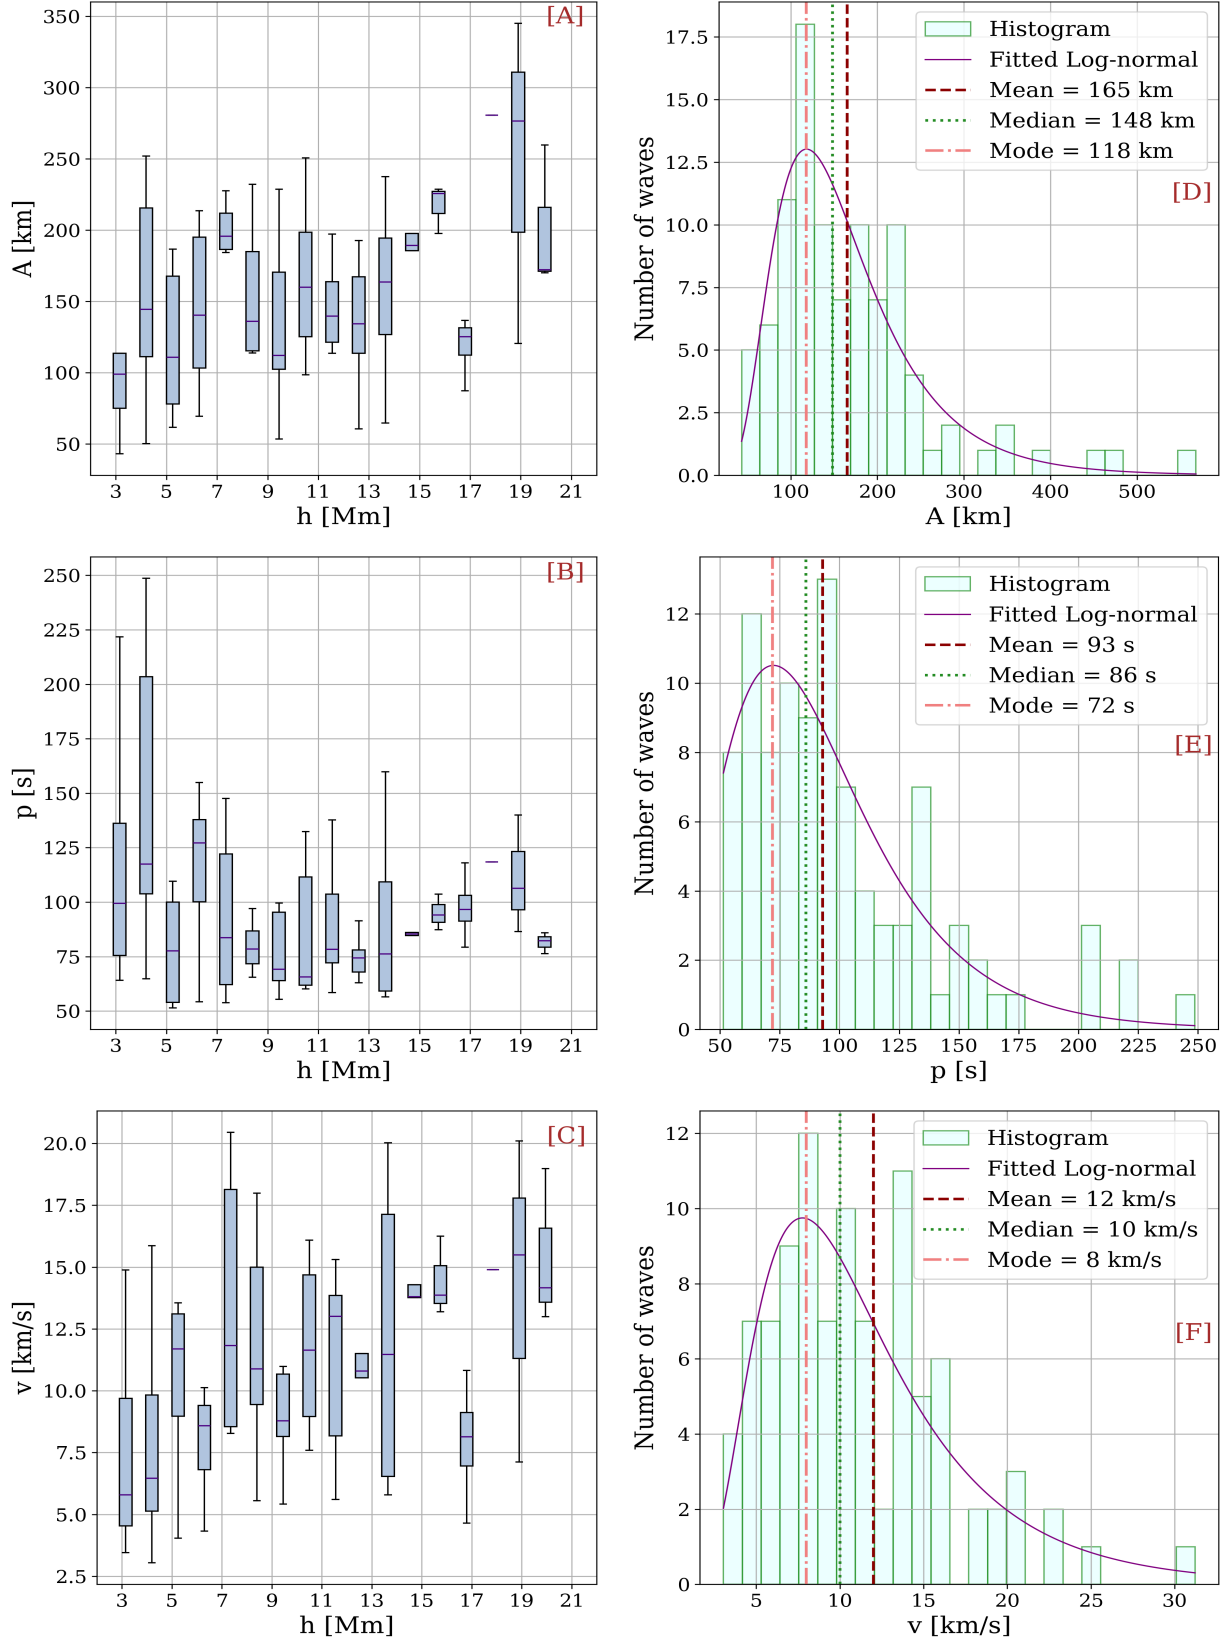 [A]
350
300
250
200
150
100
50
A [km]
3 5 7 9 11 13 15 17 19 21
h [Mm]
Histogram
Fitted Log-normal
Mean = 165 km
Median = 148 km
Mode = 118 km
[D]
17.5
15.0
12.5
10.0
7.5
5.0
2.5
0.0
Number of waves
100 200 300 400 500
A [km]
[B]
250
225
200
175
150
125
100
75
50
p [s]
3 5 7 9 11 13 15 17 19 21
h [Mm]
Histogram
Fitted Log-normal
Mean = 93 s
Median = 86 s
Mode = 72 s
[E]
12
10
8
6
4
2
0
Number of waves
50 75 100 125 150 175 200 225 250
p [s]
[C]
20.0
17.5
15.0
12.5
10.0
7.5
5.0
2.5
v [km/s]
3 5 7 9 11 13 15 17 19 21
h [Mm]
Histogram
Fitted Log-normal
Mean = 12 km/s
Median = 10 km/s
Mode = 8 km/s
[F]
12
10
8
6
4
2
0
Number of waves
5 10 15 20 25 30
v [km/s]